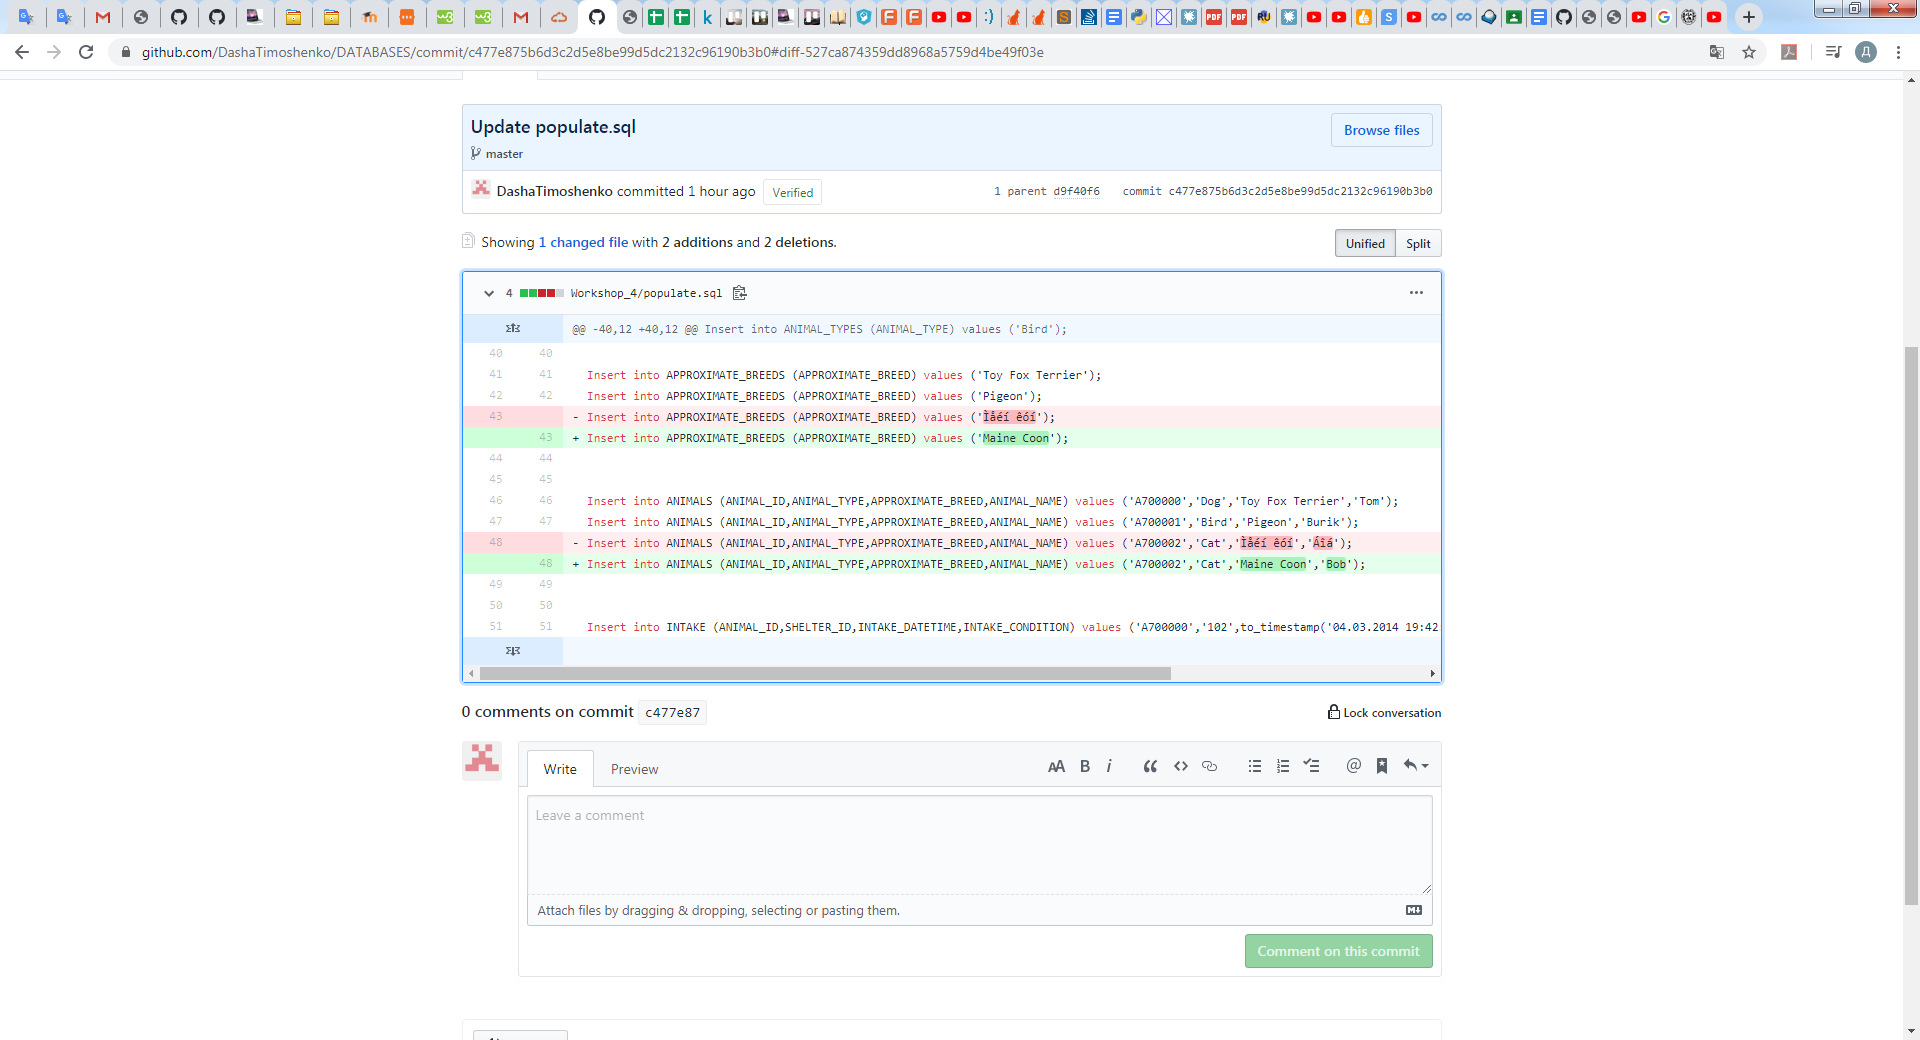 github.com/DashaTimoshenko/DATABASES/commit/c477e875b6d3c2d5e8be99d5dc2132c96190b3b0#diff-527ca874359dd8968a5759d4be49f03e
Update populate.sql
Browse files
master
DashaTimoshenko committed 1 hour ago Verified
1 parent d9f40f6 commit c477e875b6d3c2d5e8be99d5dc2132c96190b3b0
Showing 1 changed file with 2 additions and 2 deletions.
Unified Split
4 Workshop_4/populate.sql
@@ -40,12 +40,12 @@ Insert into ANIMAL_TYPES (ANIMAL_TYPE) values ('Bird');
40 40
41 41 Insert into APPROXIMATE_BREEDS (APPROXIMATE_BREED) values ('Toy Fox Terrier');
42 42 Insert into APPROXIMATE_BREEDS (APPROXIMATE_BREED) values ('Pigeon');
43 - Insert into APPROXIMATE_BREEDS (APPROXIMATE_BREED) values ('Ìåéí êóí');
43 + Insert into APPROXIMATE_BREEDS (APPROXIMATE_BREED) values ('Maine Coon');
44 44
45 45
46 46 Insert into ANIMALS (ANIMAL_ID,ANIMAL_TYPE,APPROXIMATE_BREED,ANIMAL_NAME) values ('A700000','Dog','Toy Fox Terrier','Tom');
47 47 Insert into ANIMALS (ANIMAL_ID,ANIMAL_TYPE,APPROXIMATE_BREED,ANIMAL_NAME) values ('A700001','Bird','Pigeon','Burik');
48 - Insert into ANIMALS (ANIMAL_ID,ANIMAL_TYPE,APPROXIMATE_BREED,ANIMAL_NAME) values ('A700002','Cat','Ìåéí êóí','Áîá');
48 + Insert into ANIMALS (ANIMAL_ID,ANIMAL_TYPE,APPROXIMATE_BREED,ANIMAL_NAME) values ('A700002','Cat','Maine Coon','Bob');
49 49
50 50
51 51 Insert into INTAKE (ANIMAL_ID,SHELTER_ID,INTAKE_DATETIME,INTAKE_CONDITION) values ('A700000','102',to_timestamp('04.03.2014 19:42
0 comments on commit c477e87
Lock conversation
Write Preview
Leave a comment
Attach files by dragging & dropping, selecting or pasting them.
Comment on this commit